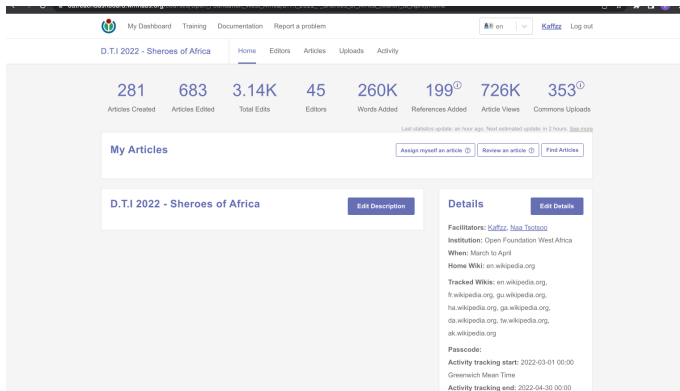 My Dashboard Training Documentation Report a problem en Kaffzz Log out
D.T.I 2022 - Sheroes of Africa Home Editors Articles Uploads Activity
281 683 3.14K 45 260K 199 726K 353
Articles Created Articles Edited Total Edits Editors Words Added References Added Article Views Commons Uploads
Last statistics update: an hour ago. Next estimated update: in 2 hours. See more
My Articles Assign myself an article Review an article Find Articles
D.T.I 2022 - Sheroes of Africa Edit Description Details Edit Details
Facilitators: Kaffzz, Naa Tsotsoo
Institution: Open Foundation West Africa
When: March to April
Home Wiki: en.wikipedia.org
Tracked Wikis: en.wikipedia.org,
fr.wikipedia.org, gu.wikipedia.org,
ha.wikipedia.org, ga.wikipedia.org,
da.wikipedia.org, tw.wikipedia.org,
ak.wikipedia.org
Passcode:
Activity tracking start: 2022-03-01 00:00
Greenwich Mean Time
Activity tracking end: 2022-04-30 00:00